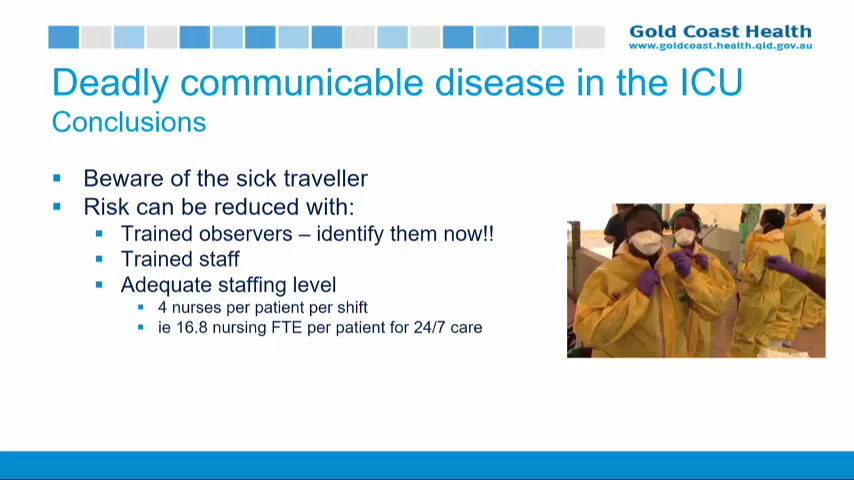 Gold Coast Health
www.goldcoast.health.qld.gov.au
Deadly communicable disease in the ICU
Conclusions
Beware of the sick traveller
Risk can be reduced with:
Trained observers – identify them now!!
Trained staff
Adequate staffing level
4 nurses per patient per shift
ie 16.8 nursing FTE per patient for 24/7 care